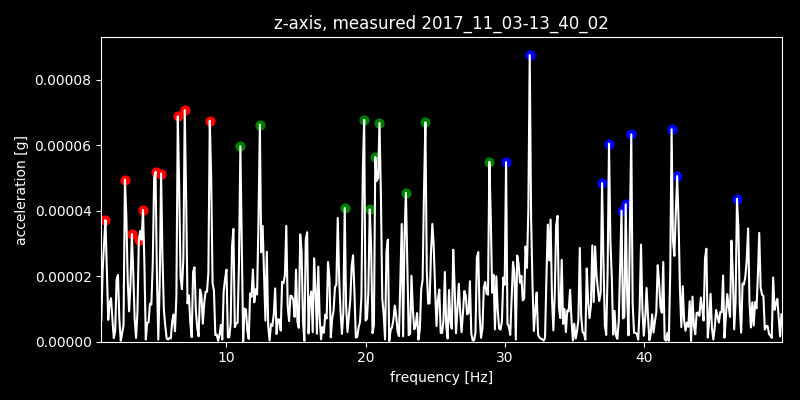 z-axis, measured 2017_11_03-13_40_02
0.00008
0.00006
0.00004
0.00002
0.00000
acceleration [g]
10 20 30 40
frequency [Hz]